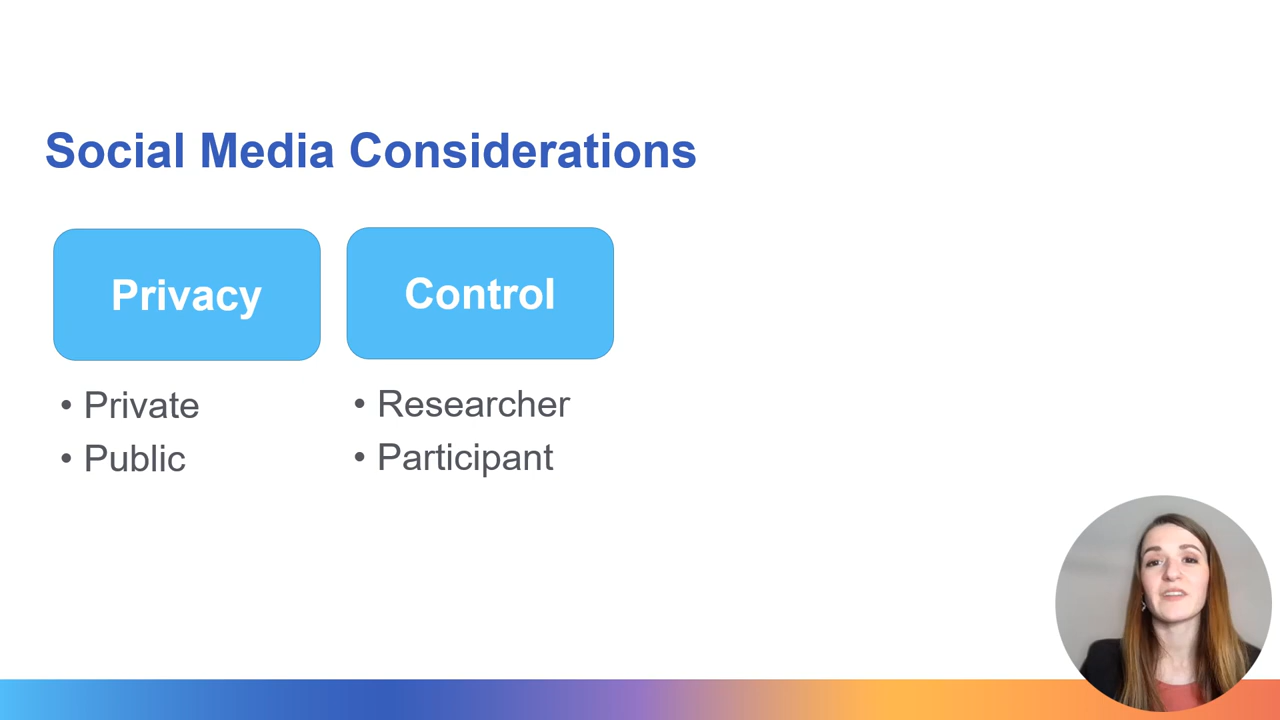 Social Media Considerations
Privacy
Control
• Private
• Public
• Researcher
• Participant